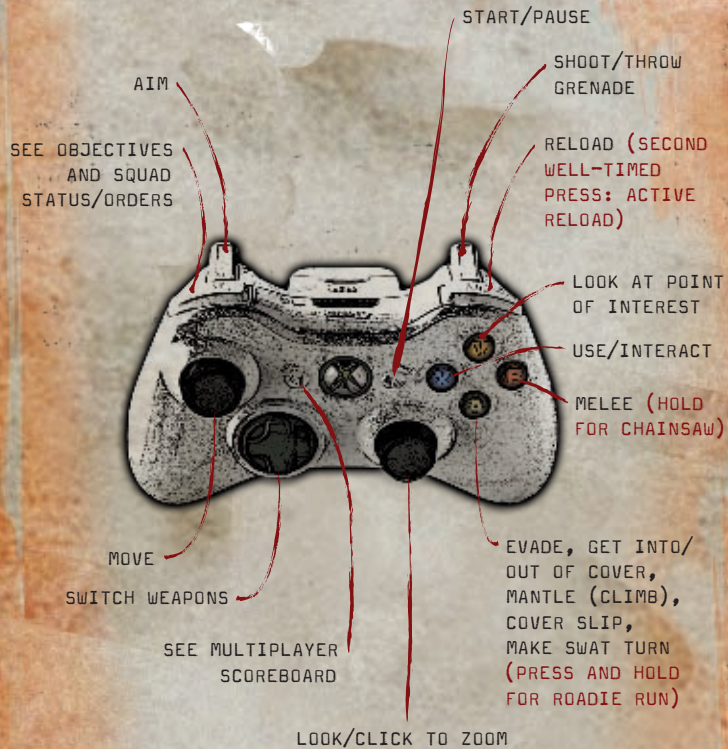 START/PAUSE
AIM
SHOOT/THROW
GRENADE
SEE OBJECTIVES
AND SQUAD
STATUS/ORDERS
RELOAD (SECOND
WELL-TIMED
PRESS: ACTIVE
RELOAD)
LOOK AT POINT
OF INTEREST
USE/INTERACT
MELEE (HOLD
FOR CHAINSAW)
Y
X
B
A
MOVE
SWITCH WEAPONS
SEE MULTIPLAYER
SCOREBOARD
EVADE, GET INTO/
OUT OF COVER,
MANTLE (CLIMB),
COVER SLIP,
MAKE SWAT TURN
(PRESS AND HOLD
FOR ROADIE RUN)
LOOK/CLICK TO ZOOM